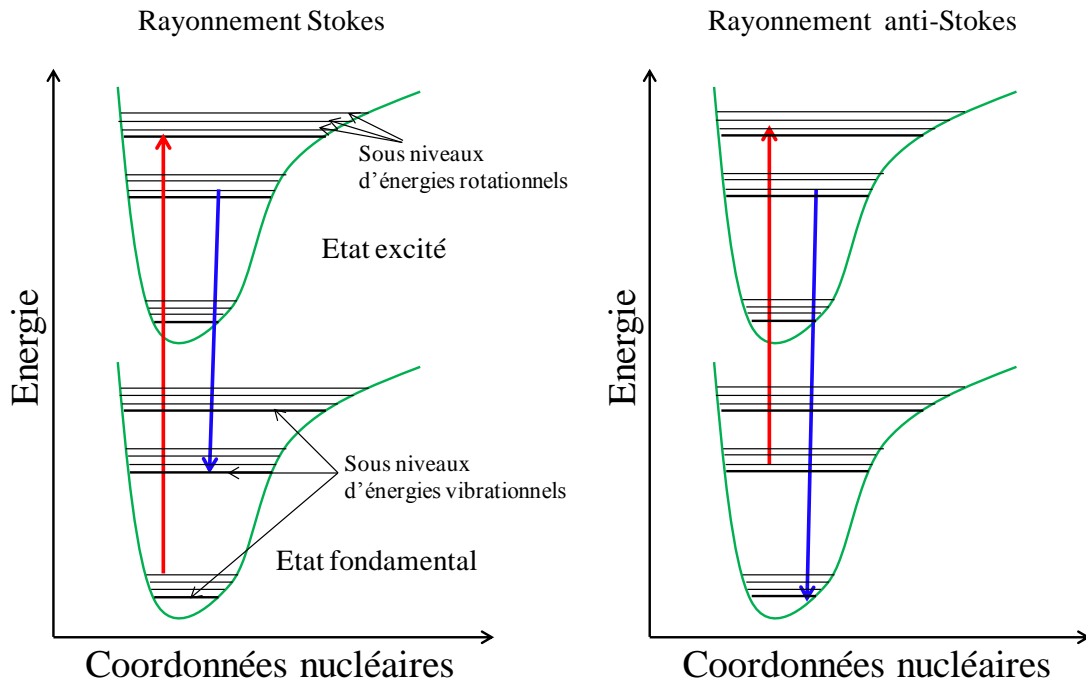 Rayonnement Stokes
Energie
Sous niveaux
d'énergies rotationnels
Etat excité
Sous niveaux
d'énergies vibrationnels
Etat fondamental
Coordonnées nucléaires
Rayonnement anti-Stokes
Energie
Coordonnées nucléaires